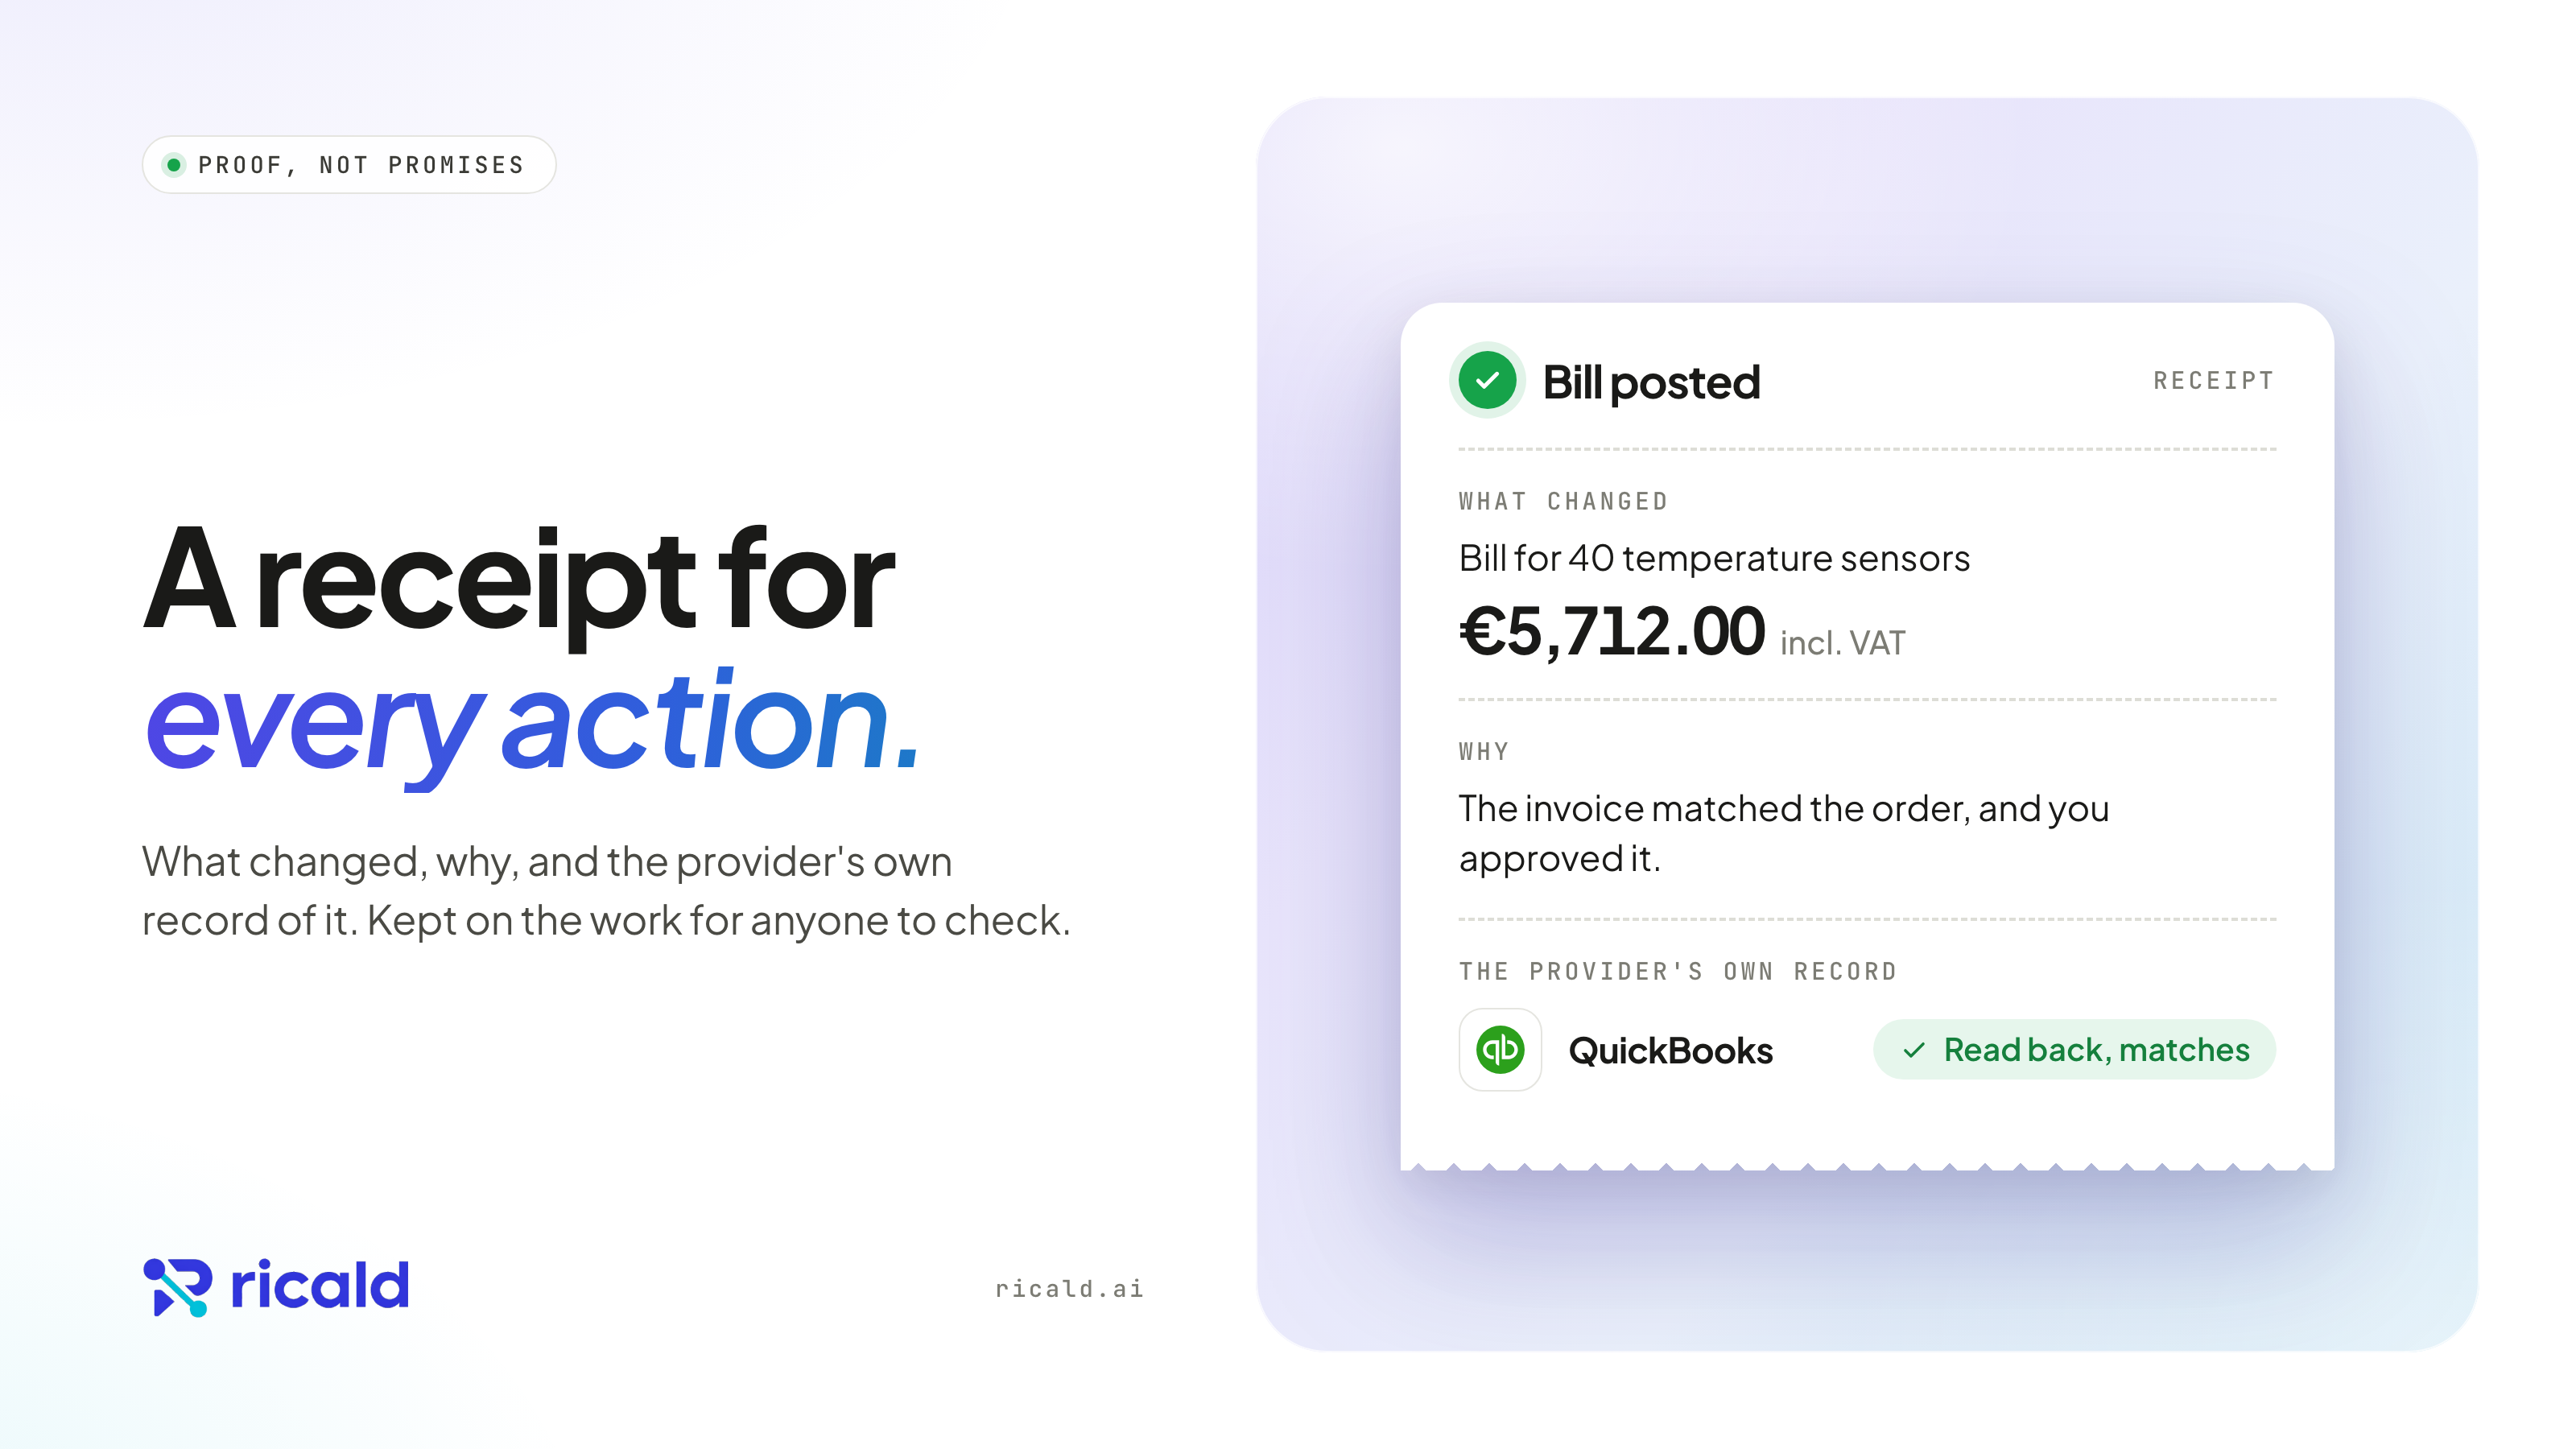 PROOF, NOT PROMISES
A receipt for
every action.
What changed, why, and the provider's own
record of it. Kept on the work for anyone to check.
ricald
ricald.ai
Bill posted
RECEIPT
WHAT CHANGED
Bill for 40 temperature sensors
€5,712.00 incl. VAT
WHY
The invoice matched the order, and you
approved it.
THE PROVIDER'S OWN RECORD
qb QuickBooks
Read back, matches